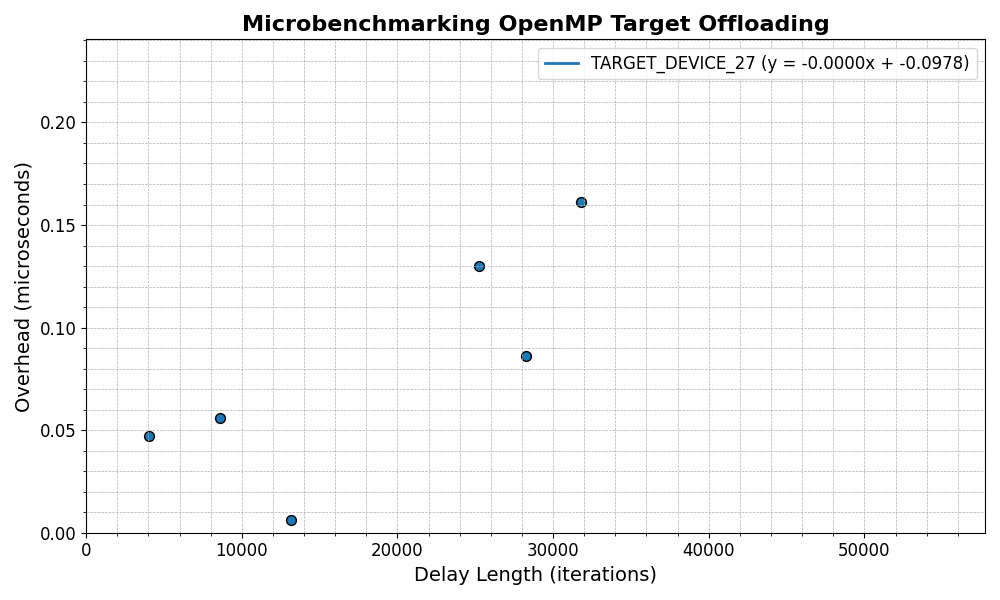 Microbenchmarking OpenMP Target Offloading
TARGET_DEVICE_27 (y = -0.0000x + -0.0978)
Overhead (microseconds)
0.20
0.15
0.10
0.05
0.00
0 10000 20000 30000 40000 50000
Delay Length (iterations)